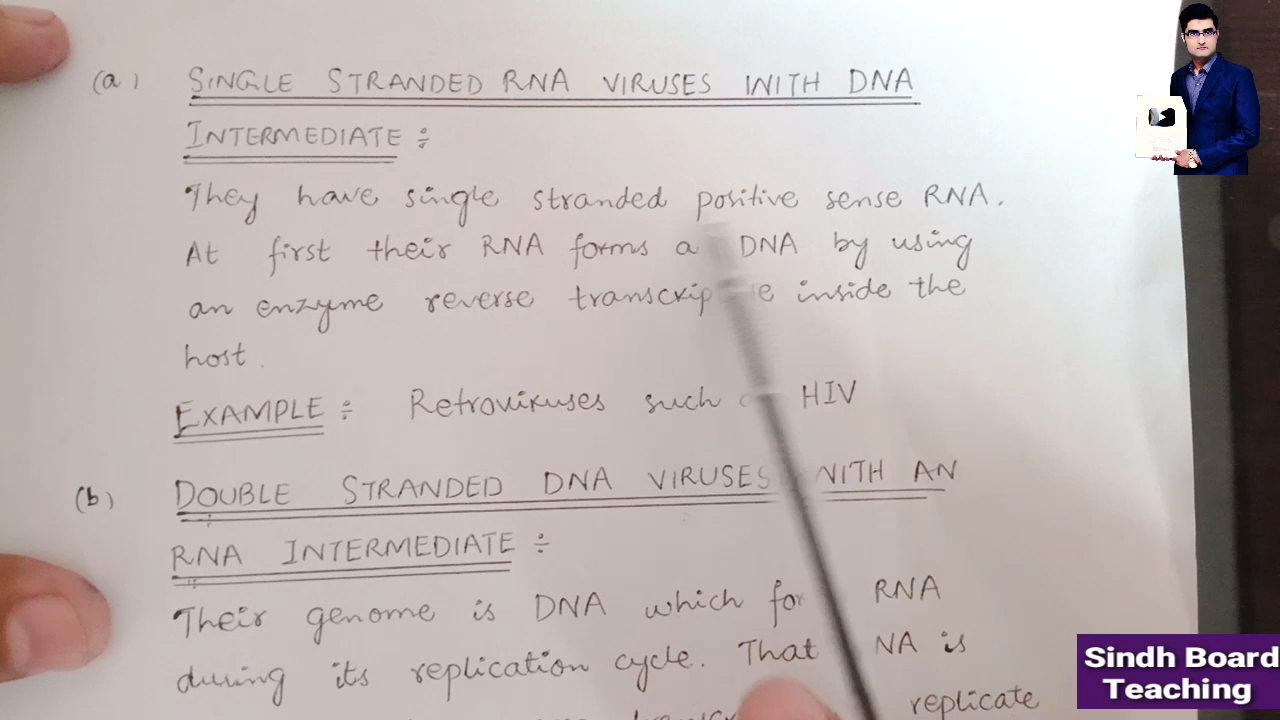 (a) SINGLE STRANDED RNA VIRUSES WITH DNA
INTERMEDIATE ÷
They have single stranded positive sense RNA.
At first their RNA forms a DNA by using
an enzyme reverse inside the
host.
EXAMPLE ÷ Retroviruses such HIV
(b) DOUBLE STRANDED DNA VIRUSES WITH AN
RNA INTERMEDIATE ÷
Their genome is DNA which RNA
during its replication cycle. That is
replicate
Sindh Board
Teaching